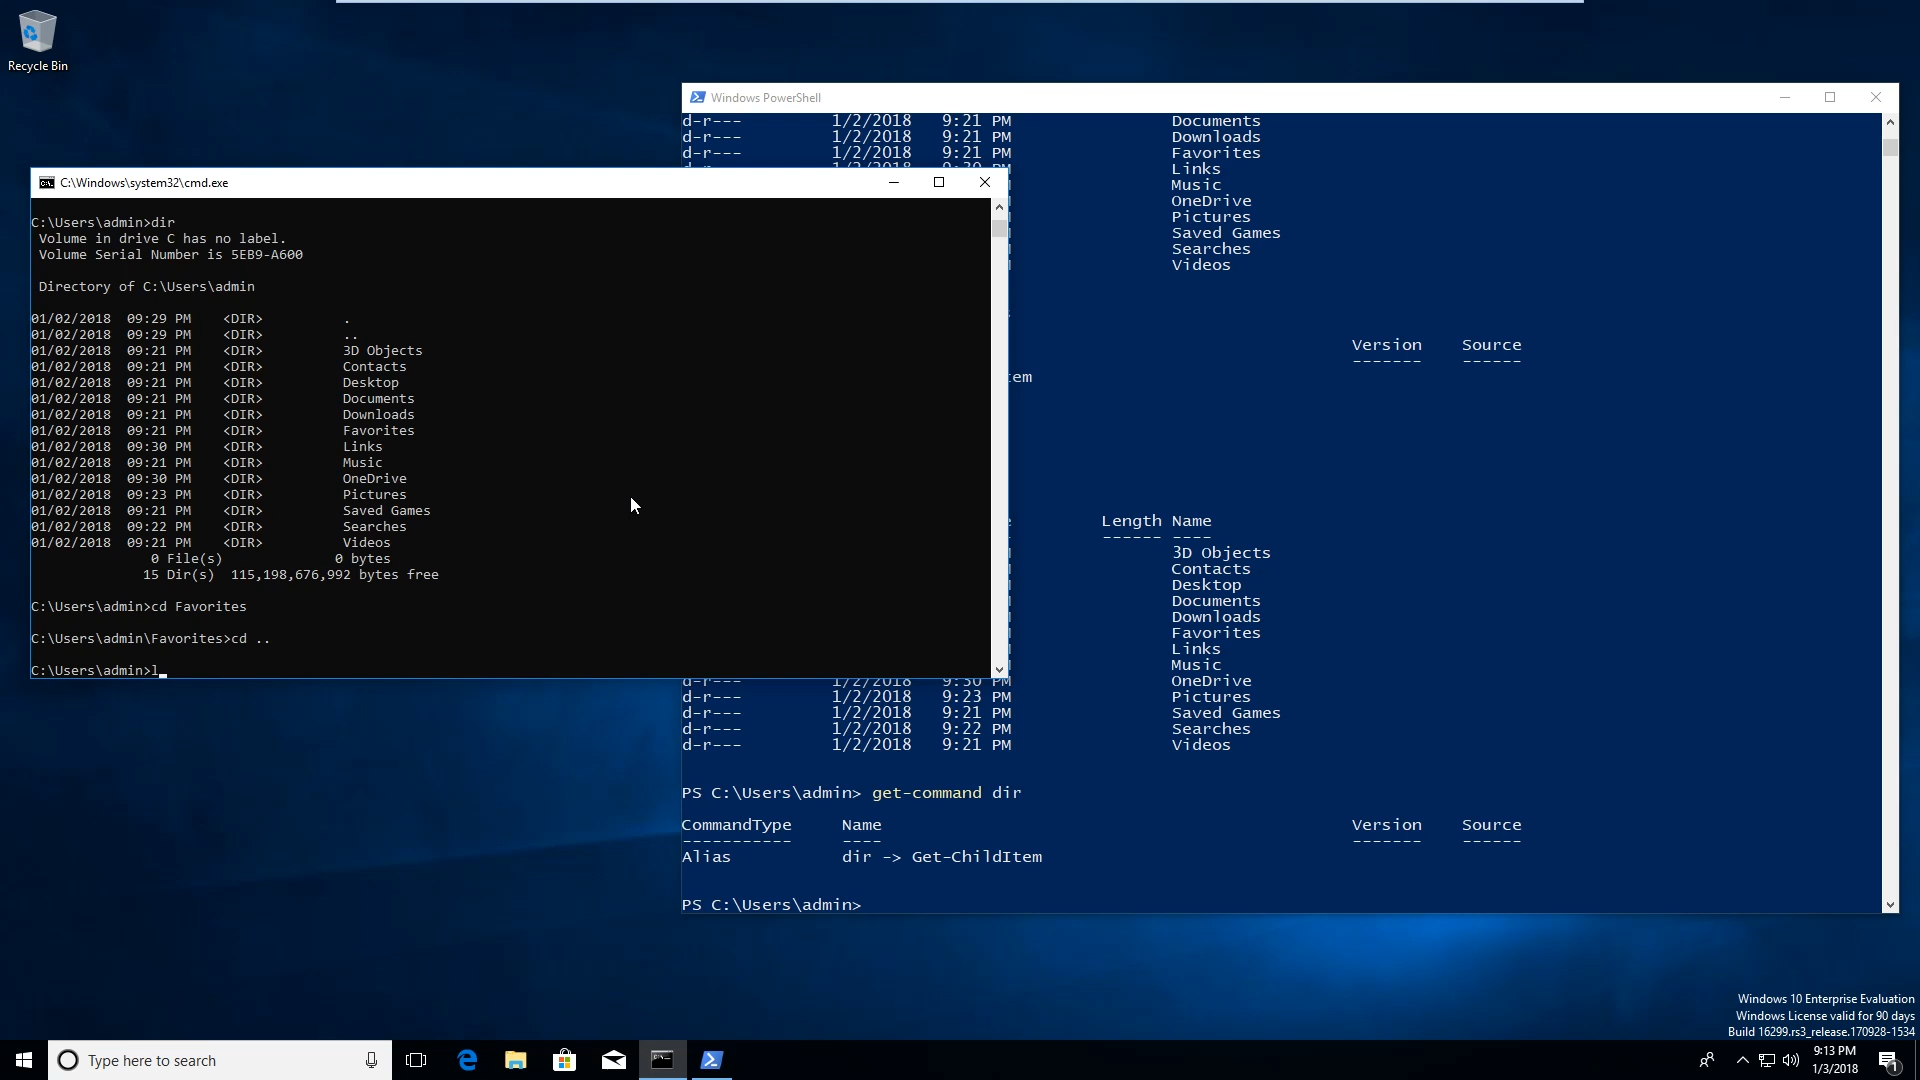 Recycle Bin
Windows PowerShell
d-r--- 1/2/2018 9:21 PM Documents
d-r--- 1/2/2018 9:21 PM Downloads
d-r--- 1/2/2018 9:21 PM Favorites
Links
Music
OneDrive
Pictures
Saved Games
Searches
Videos
Version Source
------- ------
Length Name
------ ----
3D Objects
Contacts
Desktop
Documents
Downloads
Favorites
Links
Music
d-r--- 1/2/2018 9:30 PM OneDrive
d-r--- 1/2/2018 9:23 PM Pictures
d-r--- 1/2/2018 9:21 PM Saved Games
d-r--- 1/2/2018 9:22 PM Searches
d-r--- 1/2/2018 9:21 PM Videos
PS C:\Users\admin> get-command dir
CommandType Name Version Source
----------- ---- ------- ------
Alias dir -> Get-ChildItem
PS C:\Users\admin>
C:\Windows\system32\cmd.exe
C:\Users\admin>dir
Volume in drive C has no label.
Volume Serial Number is 5EB9-A600
Directory of C:\Users\admin
01/02/2018 09:29 PM <DIR> .
01/02/2018 09:29 PM <DIR> ..
01/02/2018 09:21 PM <DIR> 3D Objects
01/02/2018 09:21 PM <DIR> Contacts
01/02/2018 09:21 PM <DIR> Desktop
01/02/2018 09:21 PM <DIR> Documents
01/02/2018 09:21 PM <DIR> Downloads
01/02/2018 09:21 PM <DIR> Favorites
01/02/2018 09:30 PM <DIR> Links
01/02/2018 09:21 PM <DIR> Music
01/02/2018 09:30 PM <DIR> OneDrive
01/02/2018 09:23 PM <DIR> Pictures
01/02/2018 09:21 PM <DIR> Saved Games
01/02/2018 09:22 PM <DIR> Searches
01/02/2018 09:21 PM <DIR> Videos
0 File(s) 0 bytes
15 Dir(s) 115,198,676,992 bytes free
C:\Users\admin>cd Favorites
C:\Users\admin\Favorites>cd ..
C:\Users\admin>l_
Windows 10 Enterprise Evaluation
Windows License valid for 90 days
Build 16299.rs3_release.170928-1534
Type here to search
9:13 PM
1/3/2018
1